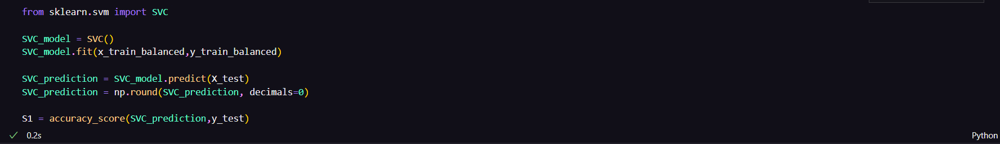 from sklearn.svm import SVC
SVC_model = SVC()
SVC_model.fit(x_train_balanced,y_train_balanced)
SVC_prediction = SVC_model.predict(X_test)
SVC_prediction = np.round(SVC_prediction, decimals=0)
S1 = accuracy_score(SVC_prediction,y_test)
0.2s
Python